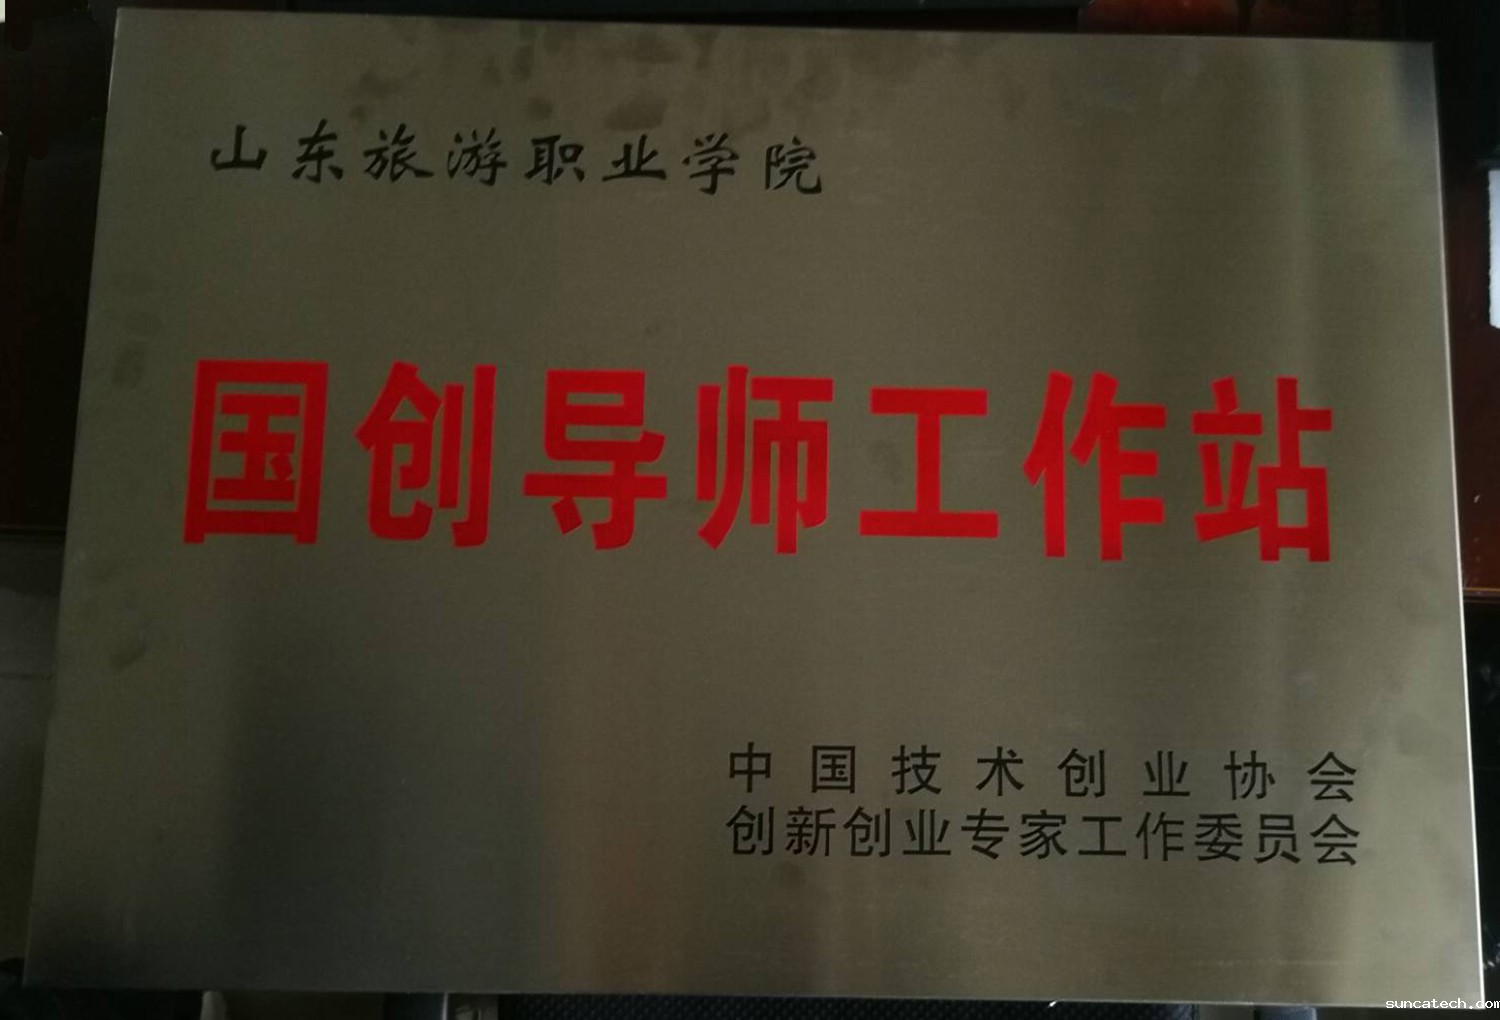 山东旅游职业学院
国创导师工作站
中国技术创业协会
创新创业专家工作委员会
suncatech.com